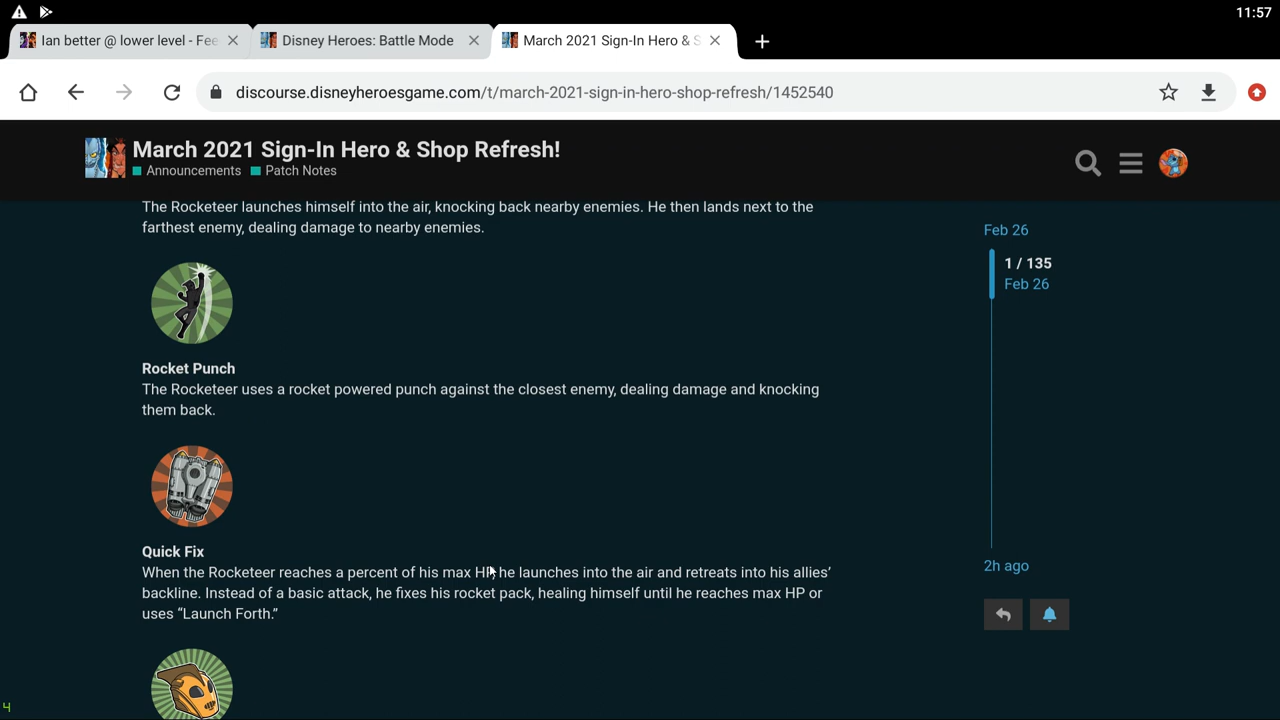 11:57
Ian better @ lower level - Fee
Disney Heroes: Battle Mode
March 2021 Sign-In Hero & S
discourse.disneyheroesgame.com/t/march-2021-sign-in-hero-shop-refresh/1452540
March 2021 Sign-In Hero & Shop Refresh!
Announcements Patch Notes
The Rocketeer launches himself into the air, knocking back nearby enemies. He then lands next to the
farthest enemy, dealing damage to nearby enemies.
Feb 26
1 / 135
Feb 26
Rocket Punch
The Rocketeer uses a rocket powered punch against the closest enemy, dealing damage and knocking
them back.
Quick Fix
When the Rocketeer reaches a percent of his max HP he launches into the air and retreats into his allies’
backline. Instead of a basic attack, he fixes his rocket pack, healing himself until he reaches max HP or
uses “Launch Forth.”
2h ago
4